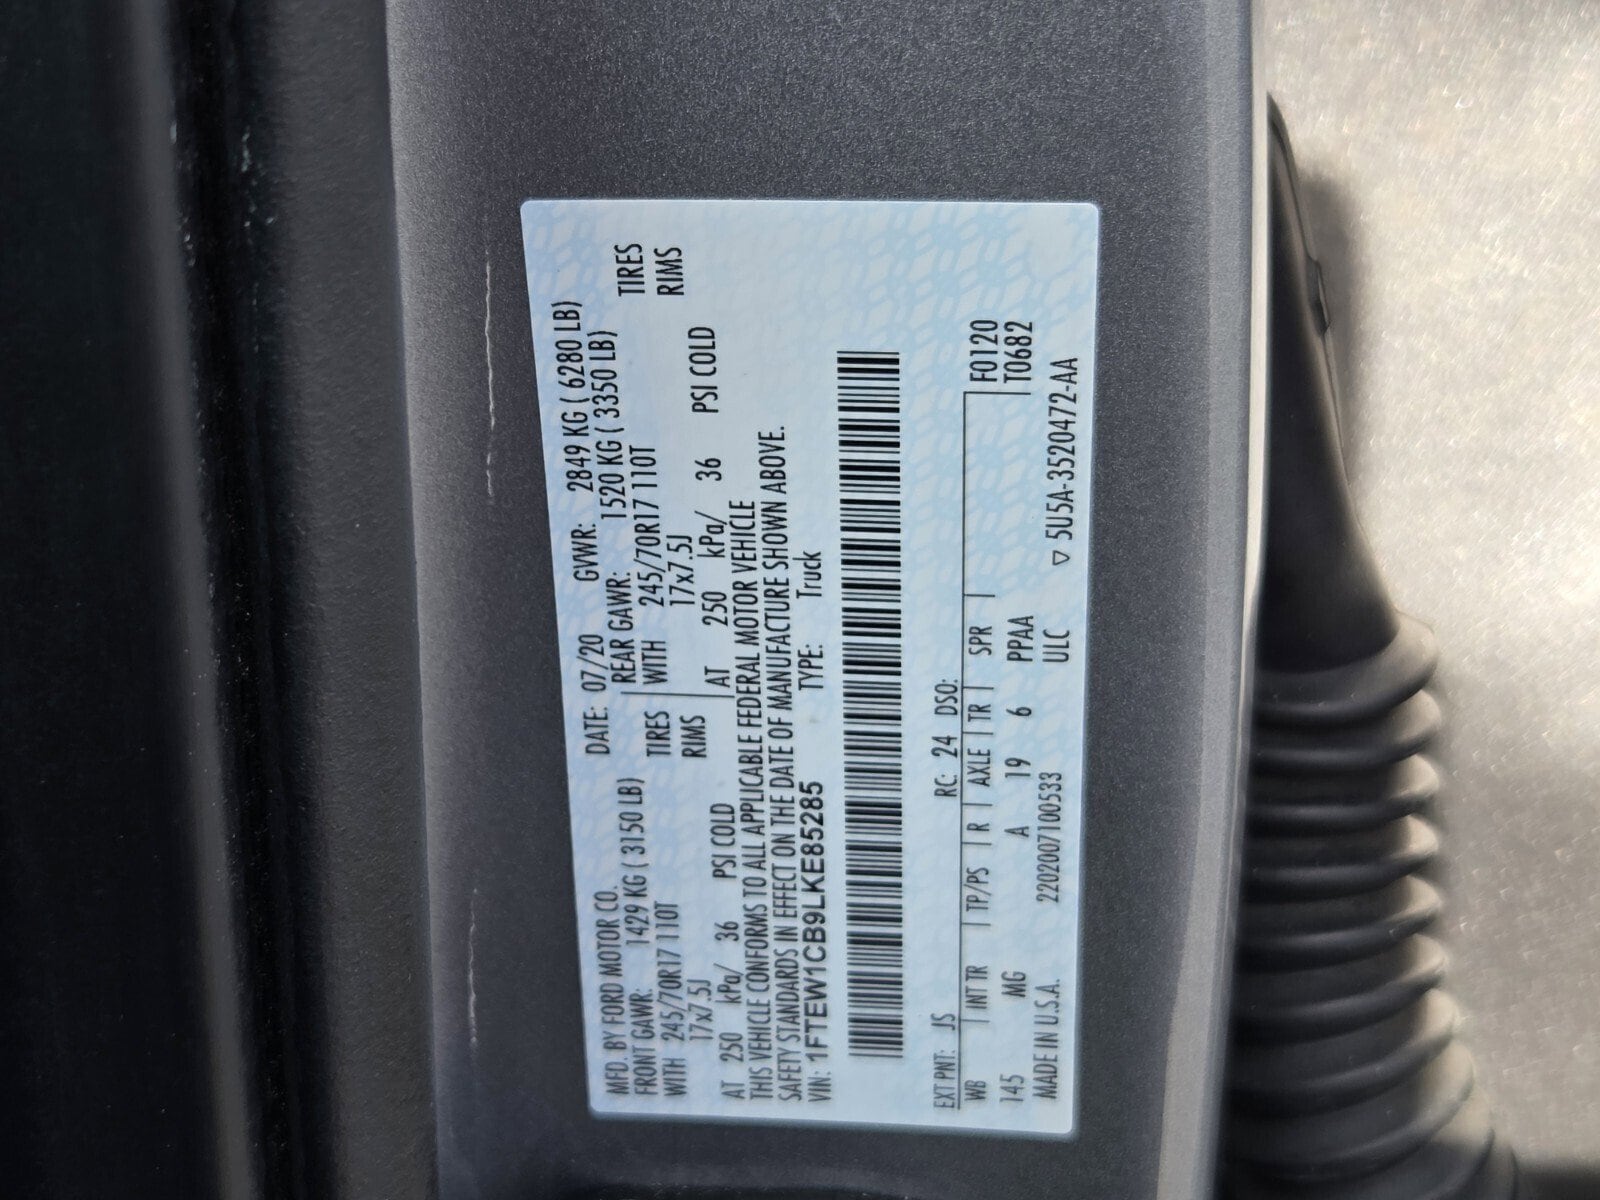 MFD. BY FORD MOTOR CO.
DATE: 07/20 GVWR: 2849 KG ( 6280 LB)
FRONT GAWR: 1429 KG ( 3150 LB) REAR GAWR: 1520 KG ( 3350 LB)
WITH 245/70R17 110T TIRES WITH 245/70R17 110T TIRES
17x7.5J RIMS 17x7.5J RIMS
AT 250 kPa/ 36 PSI COLD AT 250 kPa/ 36 PSI COLD
THIS VEHICLE CONFORMS TO ALL APPLICABLE FEDERAL MOTOR VEHICLE
SAFETY STANDARDS IN EFFECT ON THE DATE OF MANUFACTURE SHOWN ABOVE.
VIN: 1FTEW1CB9LKE85285 TYPE: Truck
EXT PNT: JS RC: 24 DSO:
WB INT TR TP/PS R AXLE TR SPR F0120
145 MG A 19 6 PPAA T0682
MADE IN U.S.A. 2202007100533 ULC ▽ 5U5A-3520472-AA